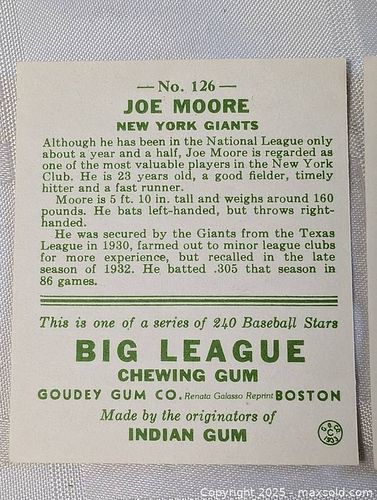 — No. 126 —
JOE MOORE
NEW YORK GIANTS
Although he has been in the National League only
about a year and a half, Joe Moore is regarded as
one of the most valuable players in the New York
Club. He is 23 years old, a good fielder, timely
hitter and a fast runner.
Moore is 5 ft. 10 in. tall and weighs around 160
pounds. He bats left-handed, but throws right-
handed.
He was secured by the Giants from the Texas
League in 1930, farmed out to minor league clubs
for more experience, but recalled in the late
season of 1932. He batted .305 that season in
86 games.
This is one of a series of 240 Baseball Stars
BIG LEAGUE
CHEWING GUM
GOUDEY GUM CO. Renata Galasso Reprint BOSTON
Made by the originators of
INDIAN GUM
G. G. Co.
C
1933
Copyright 2025 - maxsold.com